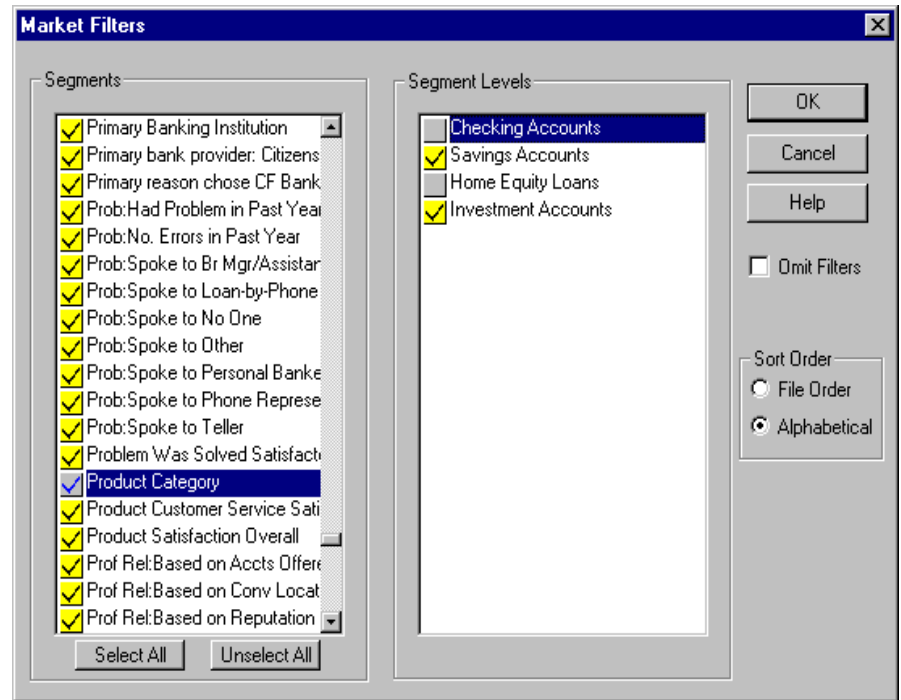 Market Filters
Segments
Primary Banking Institution
Primary bank provider: Citizens
Primary reason chose CF Bank
Prob:Had Problem in Past Year
Prob:No. Errors in Past Year
Prob:Spoke to Br Mgr/Assistan
Prob:Spoke to Loan-by-Phone
Prob:Spoke to No One
Prob:Spoke to Other
Prob:Spoke to Personal Banke
Prob:Spoke to Phone Represe
Prob:Spoke to Teller
Problem Was Solved Satisfact
Product Category
Product Customer Service Sati
Product Satisfaction Overall
Prof Rel:Based on Accts Offere
Prof Rel:Based on Conv Locat
Prof Rel:Based on Reputation
Select All
Unselect All
Segment Levels
Checking Accounts
Savings Accounts
Home Equity Loans
Investment Accounts
OK
Cancel
Help
Omit Filters
Sort Order
File Order
Alphabetical